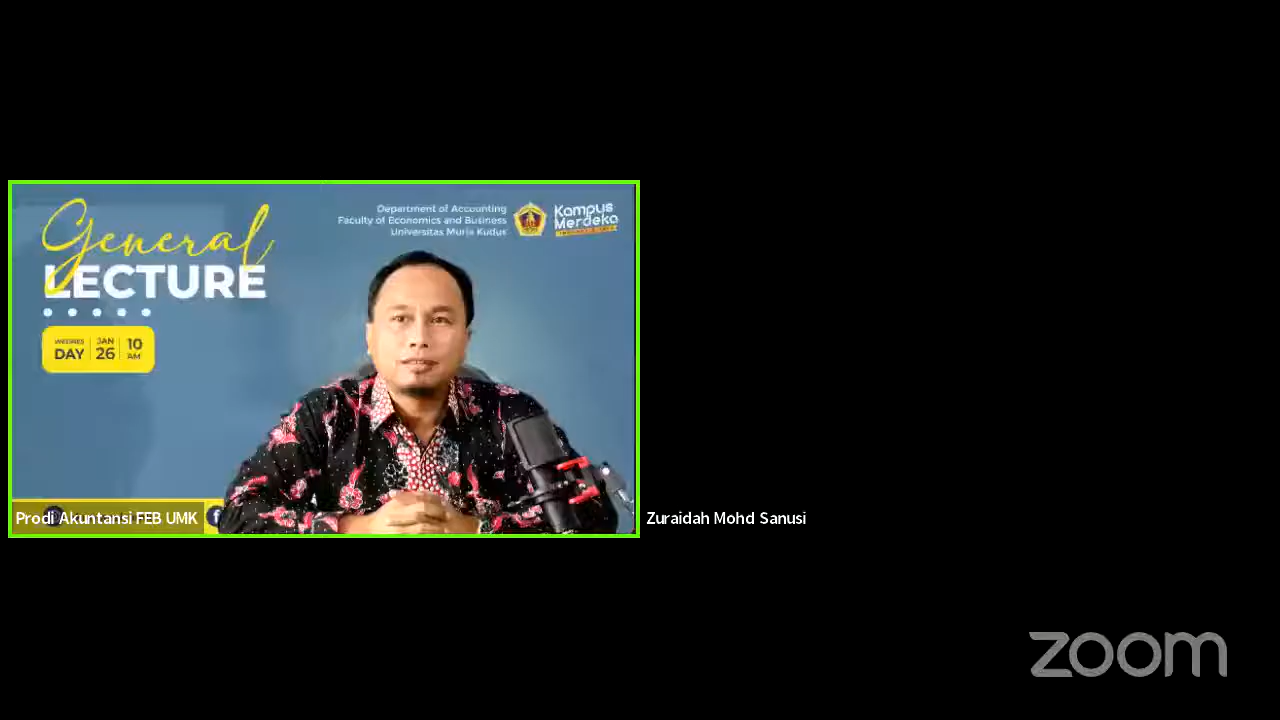 General
LECTURE
Department of Accounting
Faculty of Economics and Business
Universitas Muria Kudus
Kampus
Merdeka
WEDNES
DAY
JAN
26
10
AM
Prodi Akuntansi FEB UMK
Zuraidah Mohd Sanusi
zoom